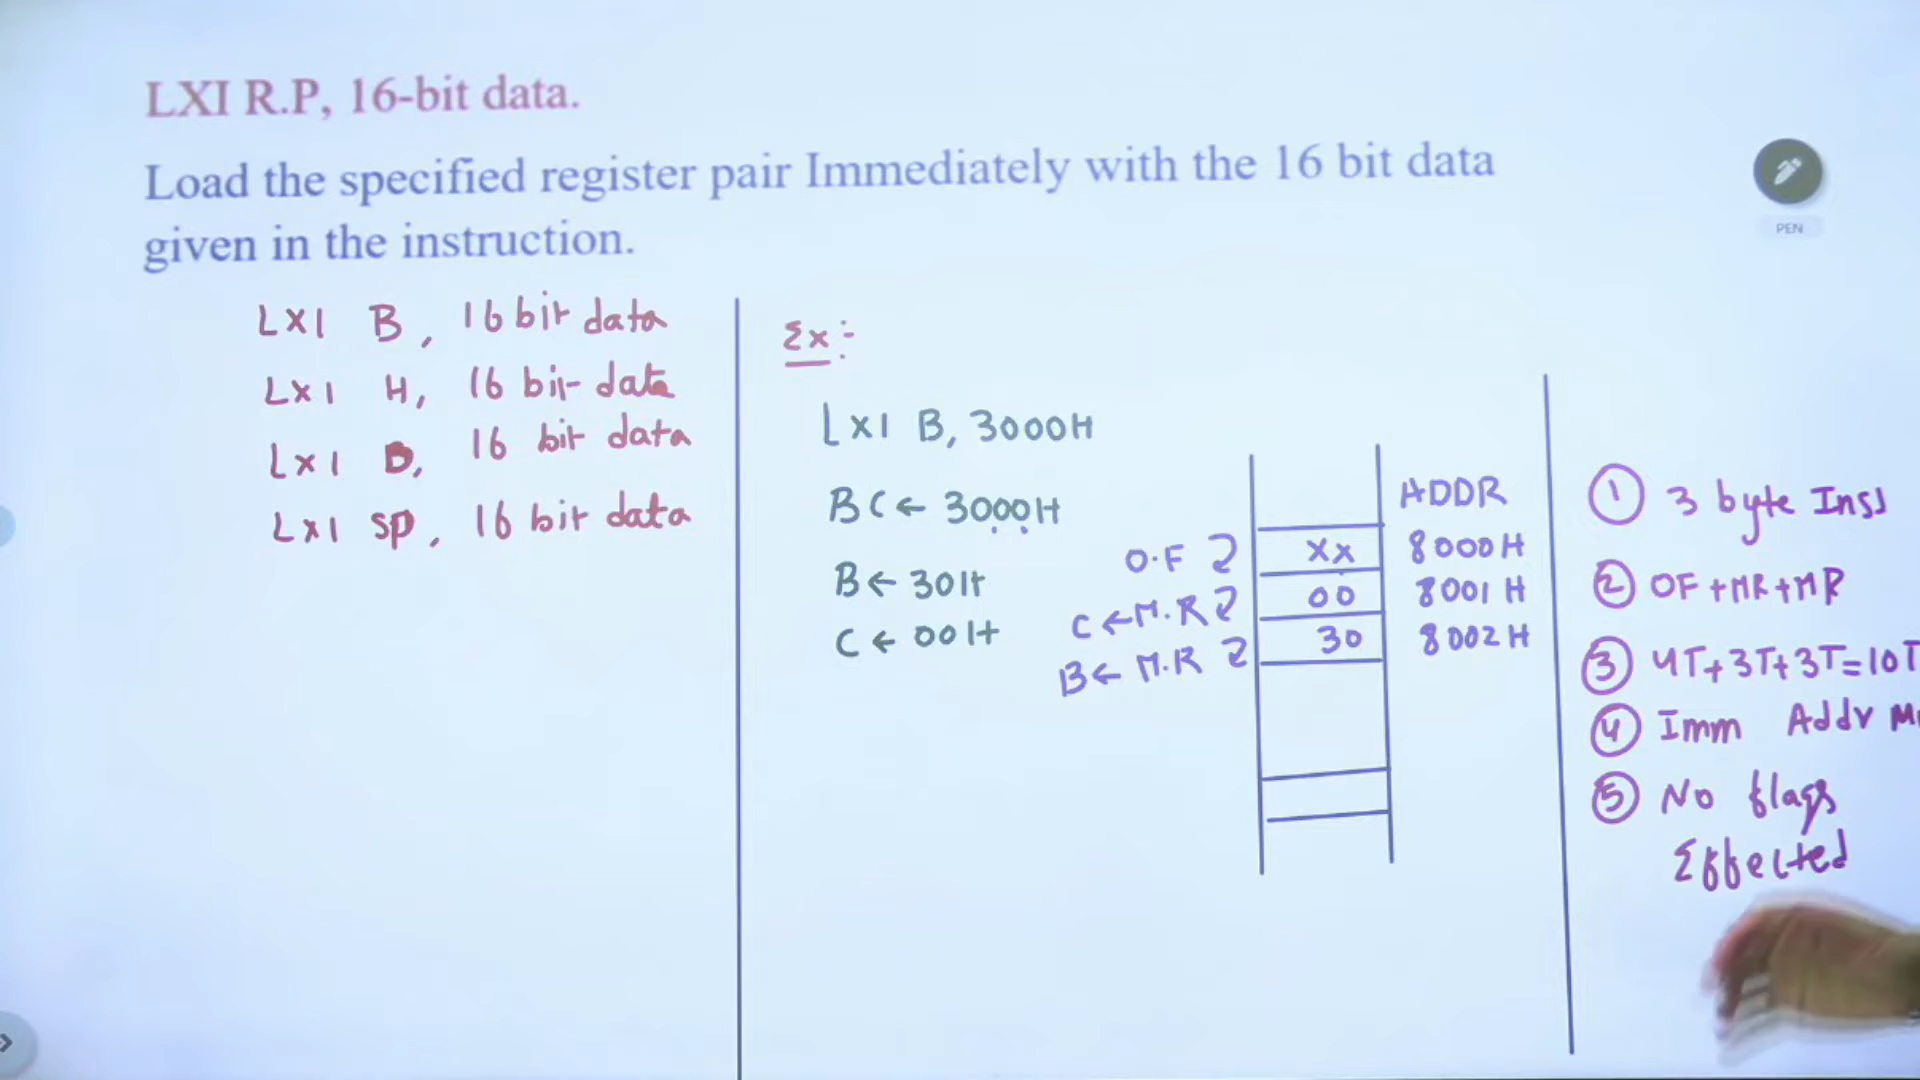 LXI R.P, 16-bit data.
Load the specified register pair Immediately with the 16 bit data
given in the instruction.
PEN
LXI B, 16 bit data
LXI H, 16 bit data
LXI D, 16 bit data
LXI SP, 16 bit data
Ex:-
LXI B, 3000H
BC ← 3000H
B ← 30H
C ← 00H
ADDR
O.F XX 8000H
C ← M.R 00 8001H
B ← M.R 30 8002H
① 3 byte Ins
② OF + MR + MR
③ 4T + 3T + 3T = 10T
④ Imm Addr M
⑤ No flags
Effected